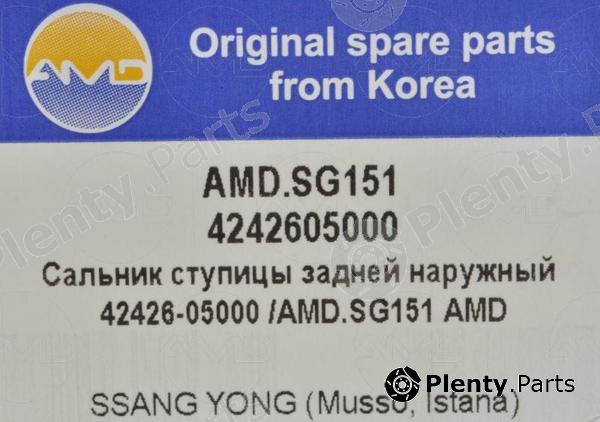 AMD
Original spare parts
from Korea
AMD.SG151
4242605000
Сальник ступицы задней наружный
42426-05000 /AMD.SG151 AMD
SSANG YONG (Musso, Istana)
Plenty.Parts